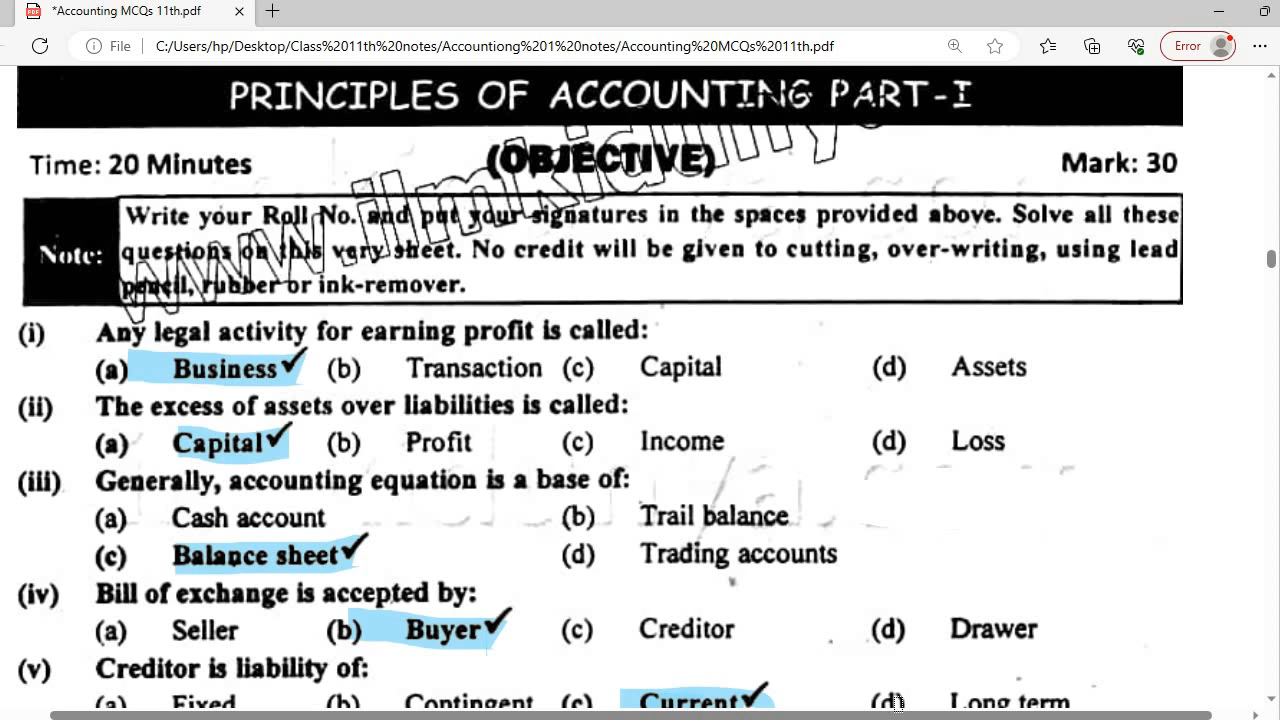 *Accounting MCQs 11th.pdf
File C:/Users/hp/Desktop/Class%2011th%20notes/Accountiong%201%20notes/Accounting%20MCQs%2011th.pdf Error
PRINCIPLES OF ACCOUNTING PART-I
Time: 20 Minutes (OBJECTIVE) Mark: 30
Note: Write your Roll No. and put your signatures in the spaces provided above. Solve all these
questions on this very sheet. No credit will be given to cutting, over-writing, using lead
pencil, rubber or ink-remover.
(i) Any legal activity for earning profit is called:
(a) Business✓ (b) Transaction (c) Capital (d) Assets
(ii) The excess of assets over liabilities is called:
(a) Capital✓ (b) Profit (c) Income (d) Loss
(iii) Generally, accounting equation is a base of:
(a) Cash account (b) Trail balance
(c) Balance sheet✓ (d) Trading accounts
(iv) Bill of exchange is accepted by:
(a) Seller (b) Buyer✓ (c) Creditor (d) Drawer
(v) Creditor is liability of:
(a) Fixed (b) Contingent (c) Current✓ (d) Long term